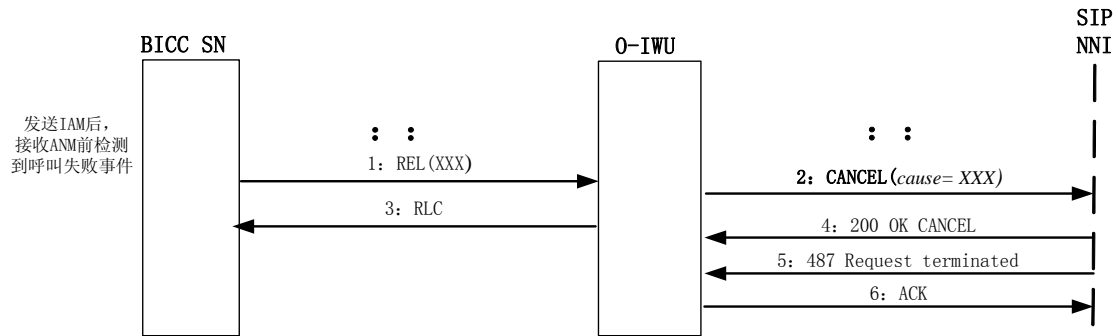 SIP
NNI
BICC SN
O-IWU
发送IAM后，
接收ANM前检测
到呼叫失败事件
: :
: :
1: REL(XXX)
2: CANCEL(cause= XXX)
3: RLC
4: 200 OK CANCEL
5: 487 Request terminated
6: ACK